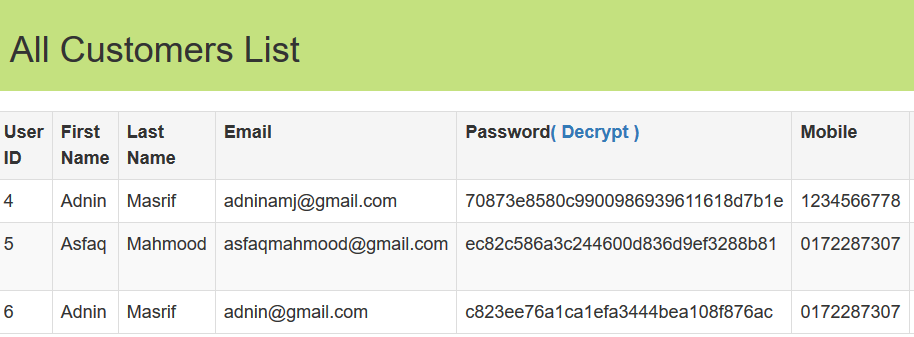 All Customers List
User ID First Name Last Name Email Password( Decrypt ) Mobile
4 Adnin Masrif adninamj@gmail.com 70873e8580c9900986939611618d7b1e 1234566778
5 Asfaq Mahmood asfaqmahmood@gmail.com ec82c586a3c244600d836d9ef3288b81 0172287307
6 Adnin Masrif adnin@gmail.com c823ee76a1ca1efa3444bea108f876ac 0172287307